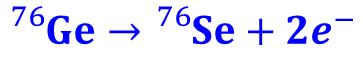 ⁷⁶Ge → ⁷⁶Se + 2e⁻